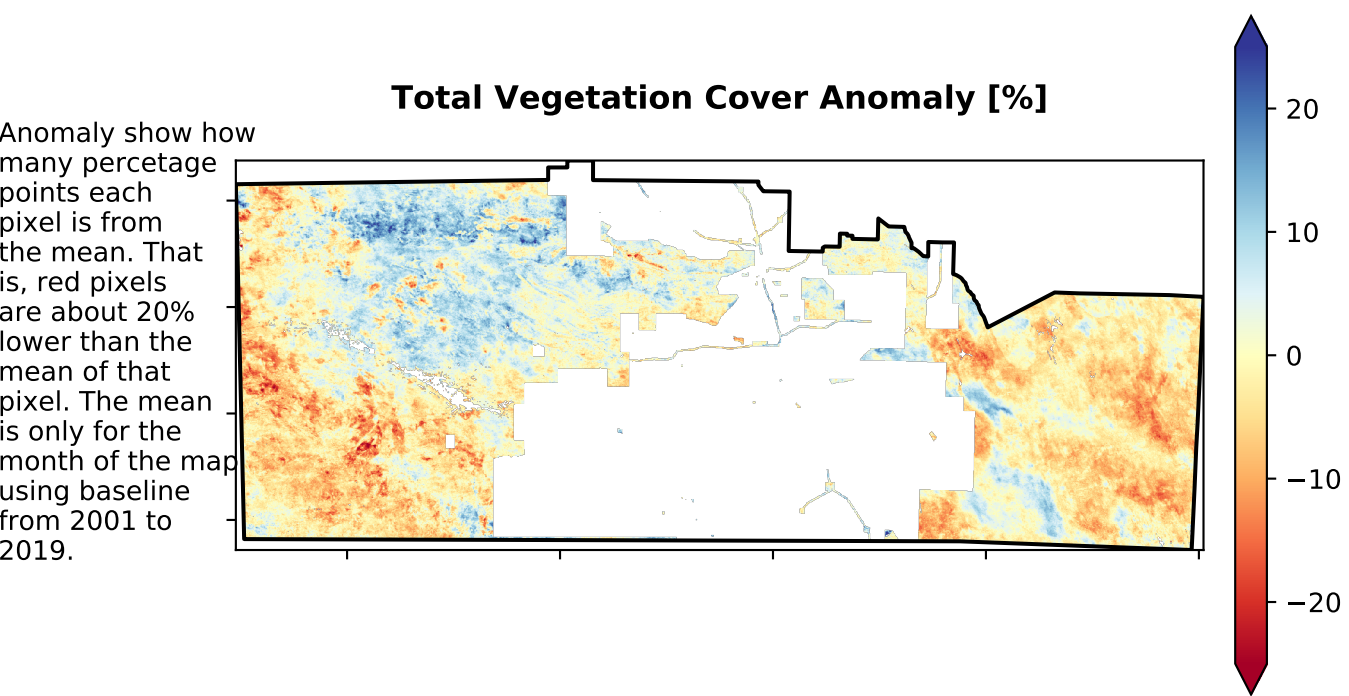 Total Vegetation Cover Anomaly [%]
Anomaly show how
many percetage
points each
pixel is from
the mean. That
is, red pixels
are about 20%
lower than the
mean of that
pixel. The mean
is only for the
month of the map
using baseline
from 2001 to
2019.
20
10
0
−10
−20